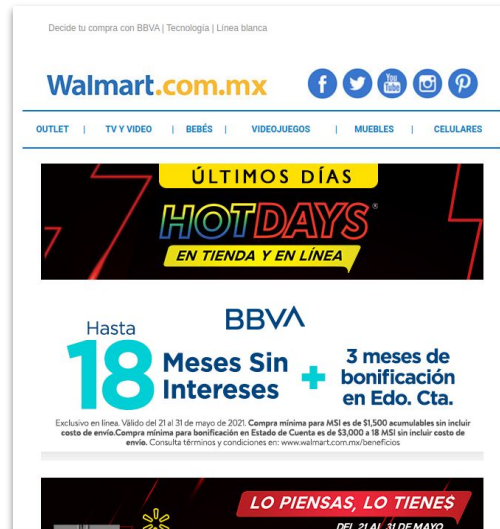 Decide tu compra con BBVA | Tecnología | Línea blanca
Walmart.com.mx
You
Tube
OUTLET | TV Y VIDEO | BEBÉS | VIDEOJUEGOS | MUEBLES | CELULARES
ÚLTIMOS DÍAS
HOTDAYS®
EN TIENDA Y EN LÍNEA
BBVA
Hasta
18 Meses Sin Intereses + 3 meses de bonificación en Edo. Cta.
Exclusivo en línea. Válido del 21 al 31 de mayo de 2021. Compra mínima para MSI es de $1,500 acumulables sin incluir
costo de envío.Compra mínima para bonificación en Estado de Cuenta es de $3,000 a 18 MSI sin incluir costo de
envío. Consulta términos y condiciones en: www.walmart.com.mx/beneficios
LO PIENSAS, LO TIENE$
DEL 21 AL 31 DE MAYO